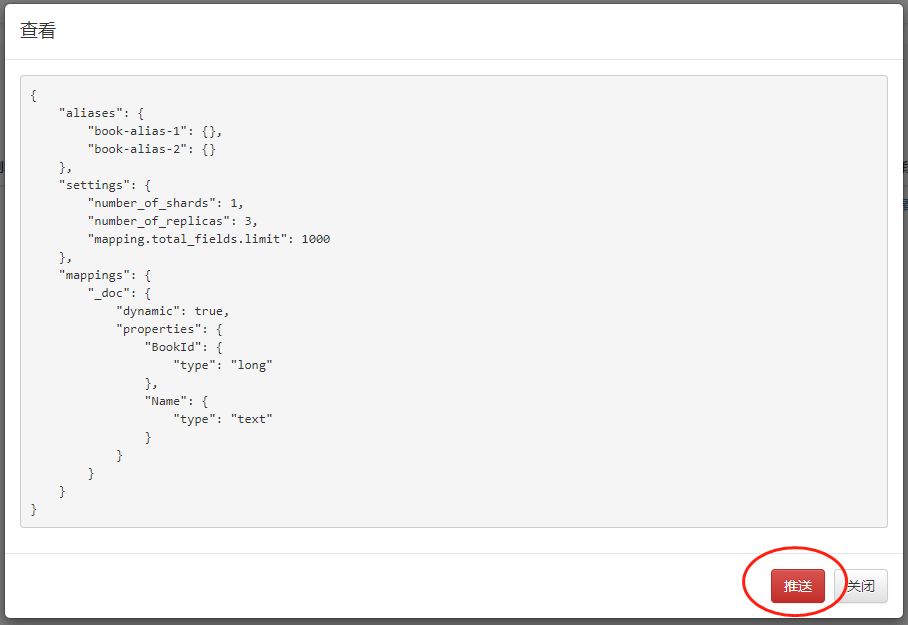 查看
{
    "aliases": {
        "book-alias-1": {},
        "book-alias-2": {}
    },
    "settings": {
        "number_of_shards": 1,
        "number_of_replicas": 3,
        "mapping.total_fields.limit": 1000
    },
    "mappings": {
        "_doc": {
            "dynamic": true,
            "properties": {
                "BookId": {
                    "type": "long"
                },
                "Name": {
                    "type": "text"
                }
            }
        }
    }
}
推送 关闭